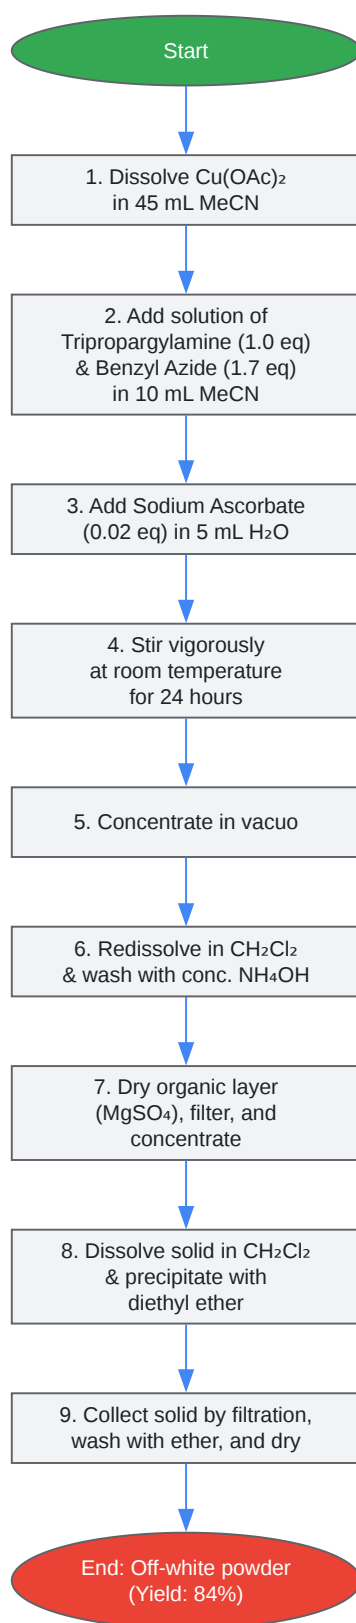 Start
1. Dissolve Cu(OAc)₂
in 45 mL MeCN
2. Add solution of
Tripropargylamine (1.0 eq)
& Benzyl Azide (1.7 eq)
in 10 mL MeCN
3. Add Sodium Ascorbate
(0.02 eq) in 5 mL H₂O
4. Stir vigorously
at room temperature
for 24 hours
5. Concentrate in vacuo
6. Redissolve in CH₂Cl₂
& wash with conc. NH₄OH
7. Dry organic layer
(MgSO₄), filter, and
concentrate
8. Dissolve solid in CH₂Cl₂
& precipitate with
diethyl ether
9. Collect solid by filtration,
wash with ether, and dry
End: Off-white powder
(Yield: 84%)